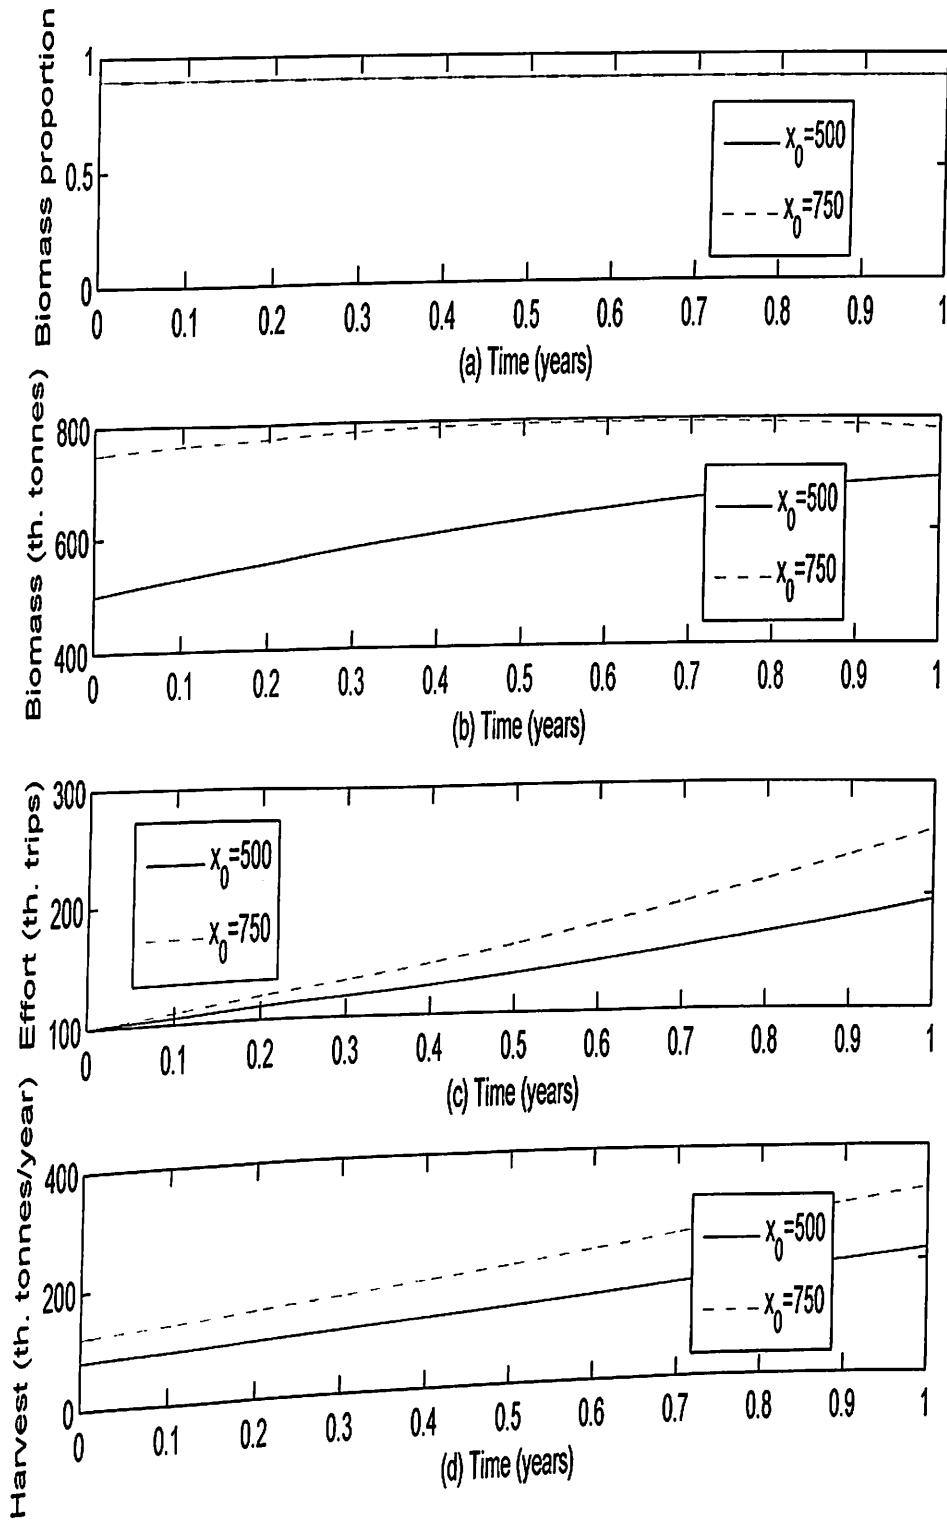 Biomass proportion
1
0.5
0
x0=500
x0=750
0 0.1 0.2 0.3 0.4 0.5 0.6 0.7 0.8 0.9 1
(a) Time (years)
Biomass (th. tonnes)
800
600
400
x0=500
x0=750
0 0.1 0.2 0.3 0.4 0.5 0.6 0.7 0.8 0.9 1
(b) Time (years)
Effort (th. trips)
300
200
100
x0=500
x0=750
0 0.1 0.2 0.3 0.4 0.5 0.6 0.7 0.8 0.9 1
(c) Time (years)
Harvest (th. tonnes/year)
400
200
0
x0=500
x0=750
0 0.1 0.2 0.3 0.4 0.5 0.6 0.7 0.8 0.9 1
(d) Time (years)